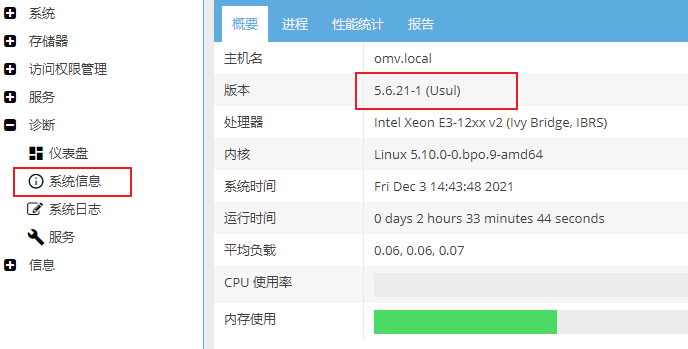 系统
存储器
访问权限管理
服务
诊断
仪表盘
系统信息
系统日志
服务
信息
概要 进程 性能统计 报告
主机名 omv.local
版本 5.6.21-1 (Usul)
处理器 Intel Xeon E3-12xx v2 (Ivy Bridge, IBRS)
内核 Linux 5.10.0-0.bpo.9-amd64
系统时间 Fri Dec 3 14:43:48 2021
运行时间 0 days 2 hours 33 minutes 44 seconds
平均负载 0.06, 0.06, 0.07
CPU 使用率
内存使用